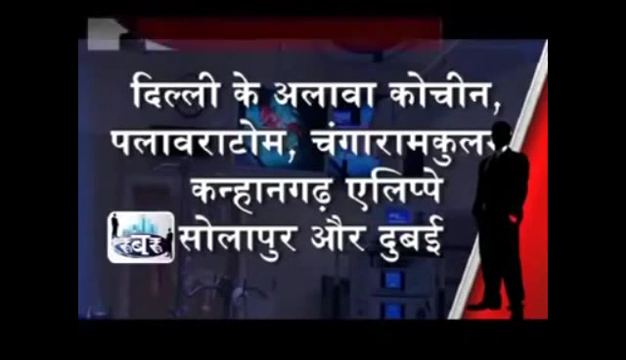 दिल्ली के अलावा कोचीन,
पलावराटोम, चंगारामकुलम
कन्हानगढ़ एलिप्पे
सोलापुर और दुबई
रूबरू